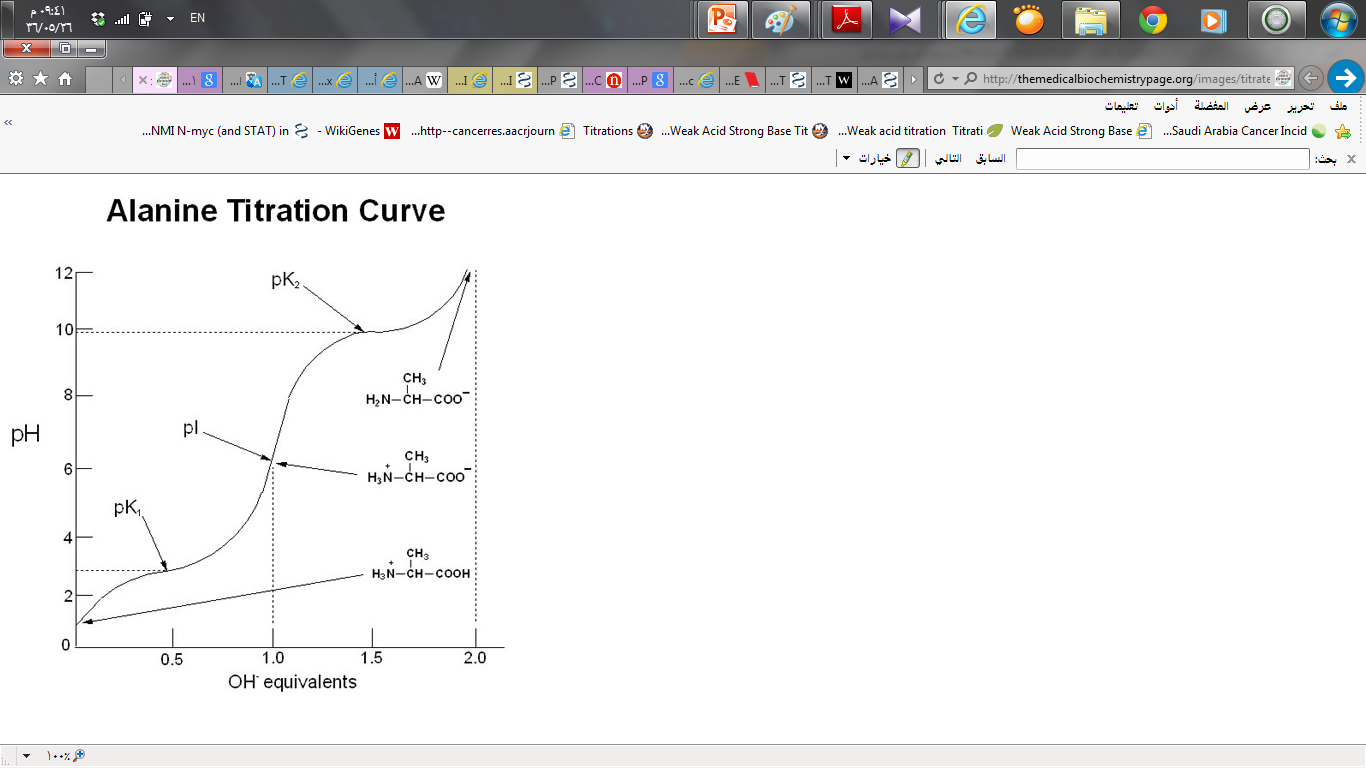 م ٠٩:٤١
٣٦/٠٥/٢٦
EN
...١
...ا
...T
...x
...أ
...A
...I
...I
...P
...C
...P
...c
...E
...T
...T
...A
http://themedicalbiochemistrypage.org/images/titrate
ملف تحرير عرض المفضلة أدوات تعليمات
...NMI N-myc (and STAT) in
- WikiGenes
...http--cancerres.aacrjourn
Titrations
...Weak Acid Strong Base Tit
...Weak acid titration Titrati
Weak Acid Strong Base
...Saudi Arabia Cancer Incid
بحث: السابق التالي خيارات
Alanine Titration Curve
12
10
8
6
4
2
0
pH
pK₂
pI
pK₁
CH₃
H₂N–CH–COO⁻
CH₃
H₃N⁺–CH–COO⁻
CH₃
H₃N⁺–CH–COOH
0.5 1.0 1.5 2.0
OH⁻ equivalents
١٠٠٪